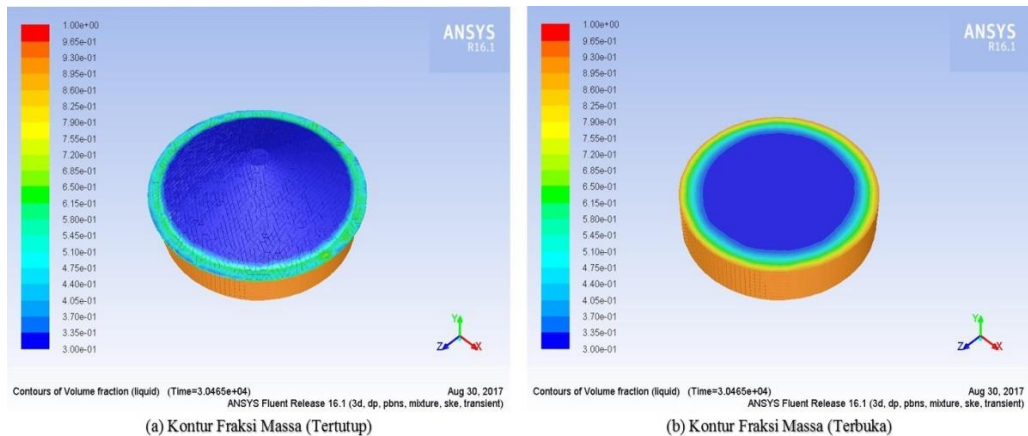 1.00e+00
9.65e-01
9.30e-01
8.95e-01
8.60e-01
8.25e-01
7.90e-01
7.55e-01
7.20e-01
6.85e-01
6.50e-01
6.15e-01
5.80e-01
5.45e-01
5.10e-01
4.75e-01
4.40e-01
4.05e-01
3.70e-01
3.35e-01
3.00e-01
ANSYS
R16.1
Y
Z X
Contours of Volume fraction (liquid) (Time=3.0465e+04)
Aug 30, 2017
ANSYS Fluent Release 16.1 (3d, dp, pbns, mixture, ske, transient)
(a) Kontur Fraksi Massa (Tertutup)
1.00e+00
9.65e-01
9.30e-01
8.95e-01
8.60e-01
8.25e-01
7.90e-01
7.55e-01
7.20e-01
6.85e-01
6.50e-01
6.15e-01
5.80e-01
5.45e-01
5.10e-01
4.75e-01
4.40e-01
4.05e-01
3.70e-01
3.35e-01
3.00e-01
ANSYS
R16.1
Y
Z X
Contours of Volume fraction (liquid) (Time=3.0465e+04)
Aug 30, 2017
ANSYS Fluent Release 16.1 (3d, dp, pbns, mixture, ske, transient)
(b) Kontur Fraksi Massa (Terbuka)